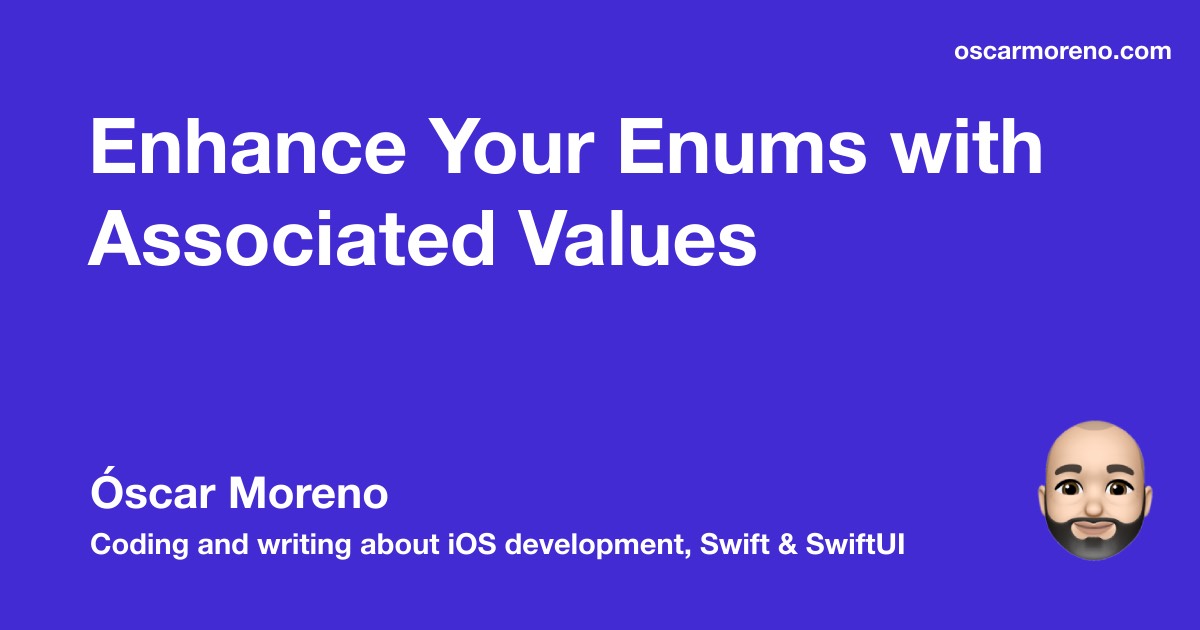 oscarmoreno.com
Enhance Your Enums with
Associated Values
Óscar Moreno
Coding and writing about iOS development, Swift & SwiftUI